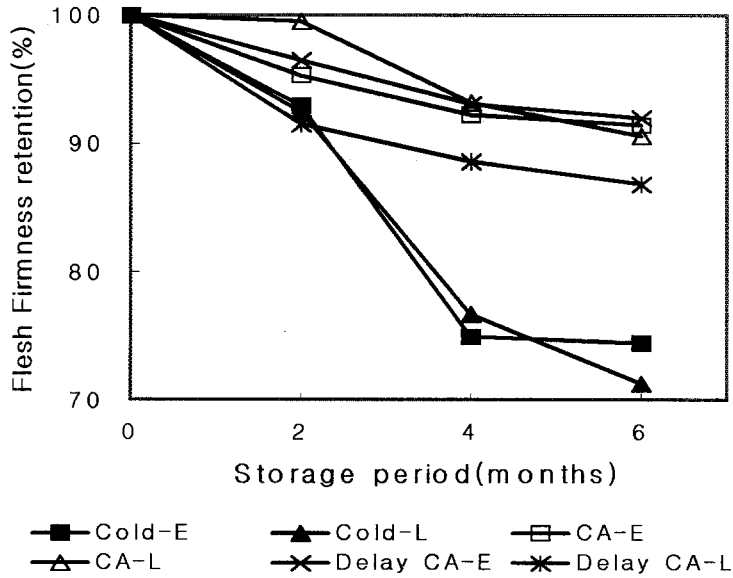 Flesh Firmness retention(%)
100
90
80
70
0 2 4 6
Storage period(months)
Cold-E Cold-L CA-E
CA-L Delay CA-E Delay CA-L